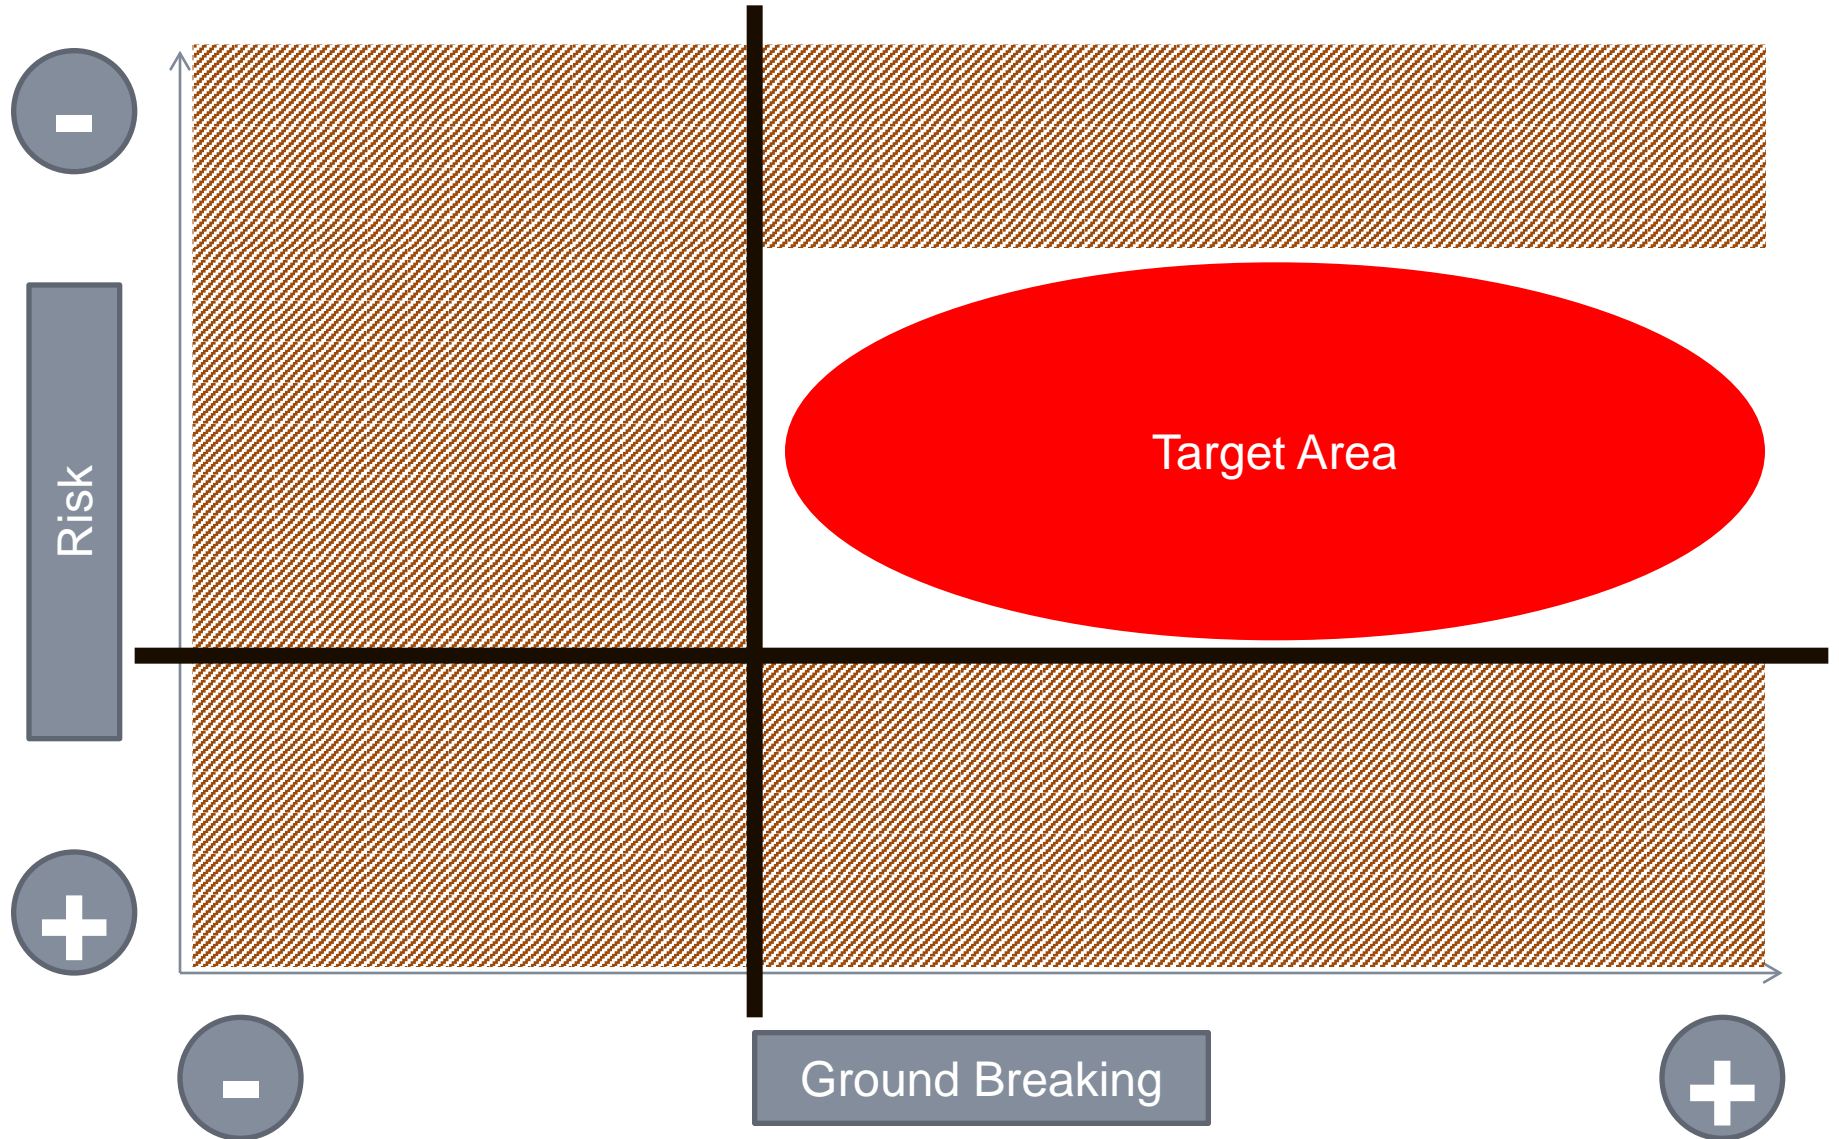 -
Risk
Target Area
+
-
Ground Breaking
+